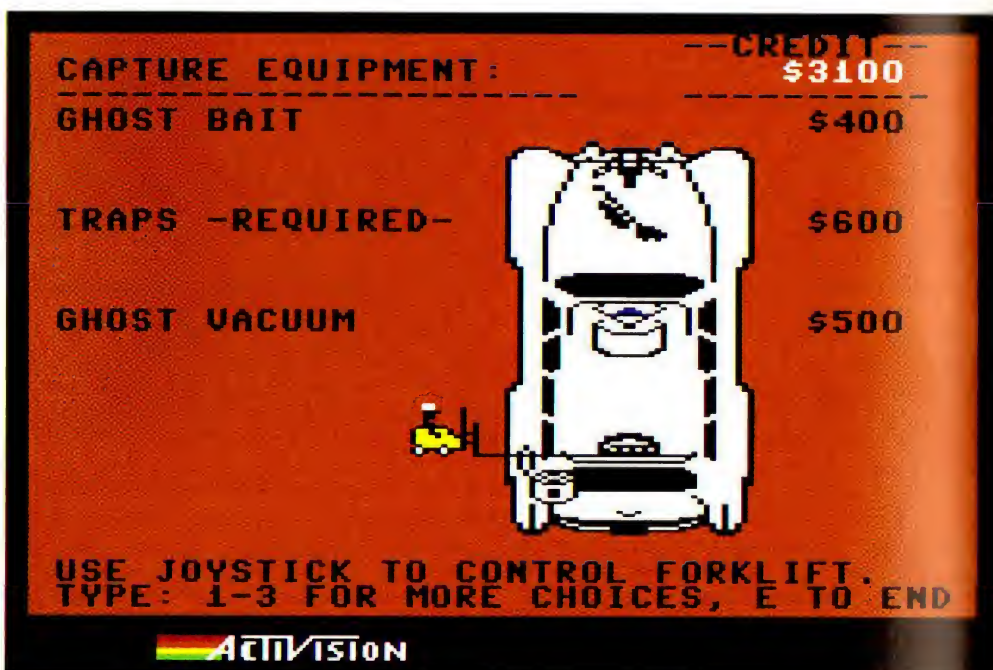 --CREDIT--
CAPTURE EQUIPMENT: $3100
GHOST BAIT $400
TRAPS -REQUIRED- $600
GHOST VACUUM $500
USE JOYSTICK TO CONTROL FORKLIFT.
TYPE: 1-3 FOR MORE CHOICES, E TO END
ACTIVISION